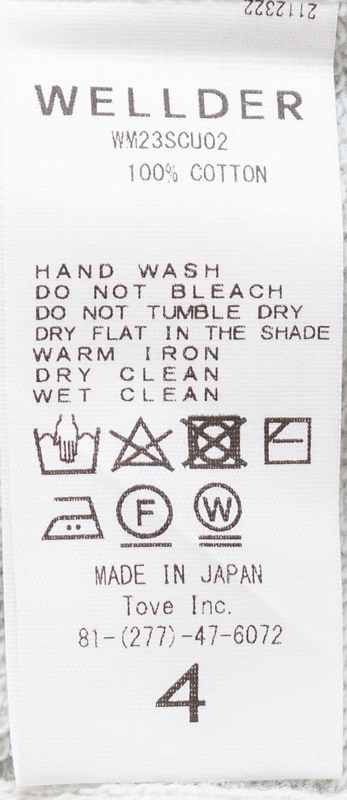 2112322
WELLDER
WM23SCU02
100% COTTON
HAND WASH
DO NOT BLEACH
DO NOT TUMBLE DRY
DRY FLAT IN THE SHADE
WARM IRON
DRY CLEAN
WET CLEAN
F W
MADE IN JAPAN
Tove Inc.
81-(277)-47-6072
4